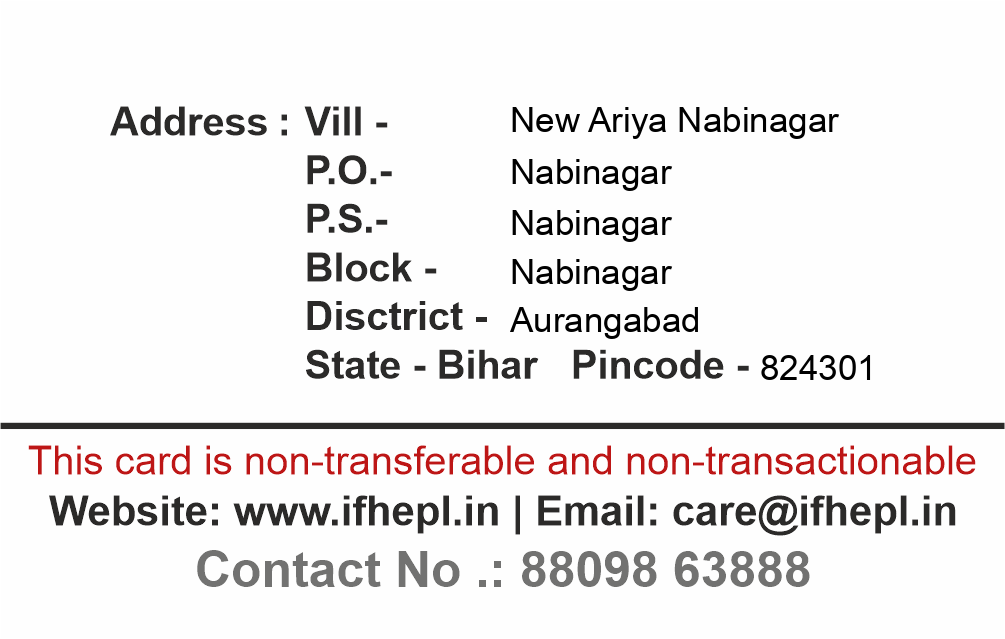 Address : Vill - New Ariya Nabinagar
P.O.- Nabinagar
P.S.- Nabinagar
Block - Nabinagar
Disctrict - Aurangabad
State - Bihar Pincode - 824301
This card is non-transferable and non-transactionable
Website: www.ifhepl.in | Email: care@ifhepl.in
Contact No .: 88098 63888